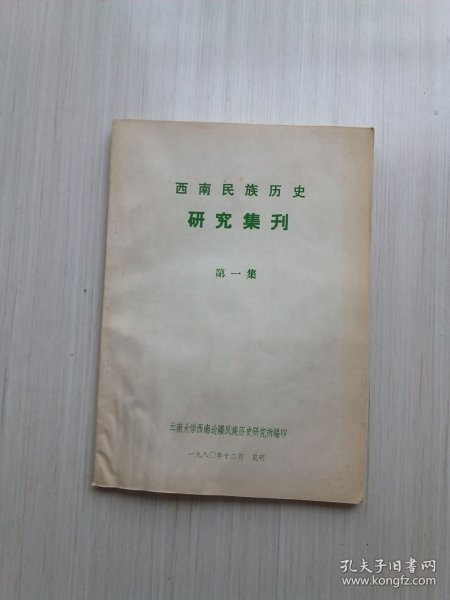 西南民族历史
研究集刊
第一集
云南大学西南边疆民族历史研究所编印
一九八〇年十二月 昆明
孔夫子旧书网
www.kongfz.com